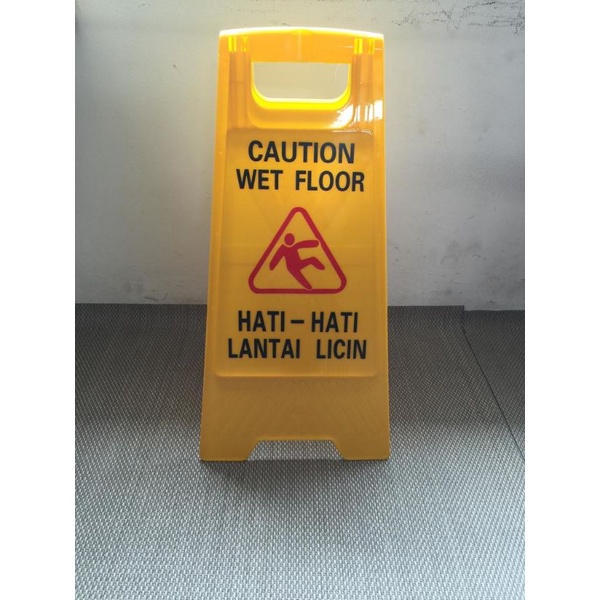 CAUTION
WET FLOOR
HATI - HATI
LANTAI LICIN